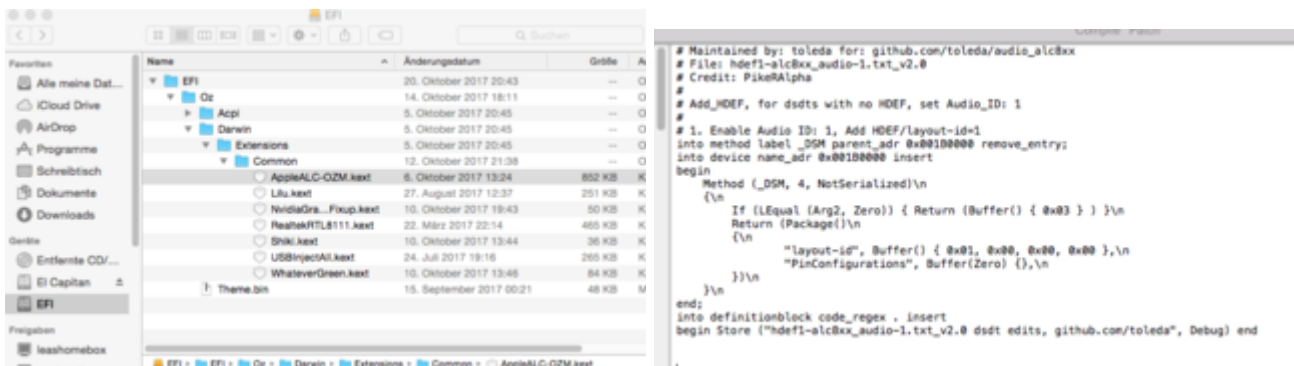 EFI
Suchen
Favoriten
Alle meine Dat...
iCloud Drive
AirDrop
Programme
Schreibtisch
Dokumente
Downloads
Geräte
Entfernte CD/...
El Capitan
EFI
Freigaben
leashomebox
Name Änderungsdatum Größe
EFI 20. Oktober 2017 20:43 --
Oz 14. Oktober 2017 18:11 --
Acpi 5. Oktober 2017 20:45 --
Darwin 5. Oktober 2017 20:45 --
Extensions 5. Oktober 2017 20:45 --
Common 12. Oktober 2017 21:38 --
AppleALC-OZM.kext 6. Oktober 2017 13:24 852 KB
Lilu.kext 27. August 2017 12:37 251 KB
NvidiaGra...Fixup.kext 10. Oktober 2017 19:43 50 KB
RealtekRTL8111.kext 22. März 2017 22:14 465 KB
Shiki.kext 10. Oktober 2017 13:44 36 KB
USBInjectAll.kext 24. Juli 2017 19:16 265 KB
WhateverGreen.kext 10. Oktober 2017 13:46 84 KB
Theme.bin 15. September 2017 00:21 48 KB
EFI › EFI › Oz › Darwin › Extensions › Common › AppleALC-OZM.kext
Compile Patch
# Maintained by: toleda for: github.com/toleda/audio_alc8xx
# File: hdef1-alc8xx_audio-1.txt_v2.0
# Credit: PikeRAlpha
#
# Add_HDEF, for dsdts with no HDEF, set Audio_ID: 1
#
# 1. Enable Audio ID: 1, Add HDEF/layout-id=1
into method label _DSM parent_adr 0x001B0000 remove_entry;
into device name_adr 0x001B0000 insert
begin
Method (_DSM, 4, NotSerialized)\n
{\n
If (LEqual (Arg2, Zero)) { Return (Buffer() { 0x03 } ) }\n
Return (Package()\n
{\n
"layout-id", Buffer() { 0x01, 0x00, 0x00, 0x00 },\n
"PinConfigurations", Buffer(Zero) {},\n
})\n
}\n
end;
into definitionblock code_regex . insert
begin Store ("hdef1-alc8xx_audio-1.txt_v2.0 dsdt edits, github.com/toleda", Debug) end